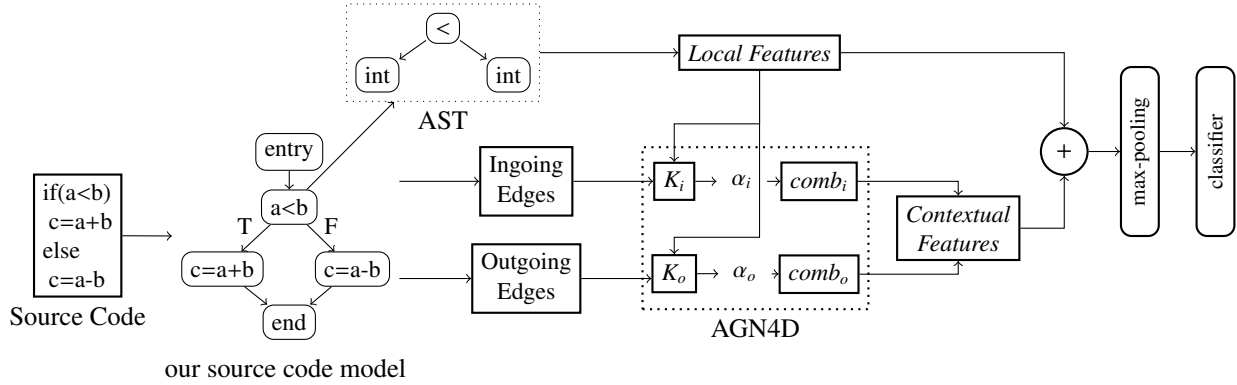 if(a<b)
c=a+b
else
c=a-b
Source Code
entry
a<b
T
F
c=a+b
c=a-b
end
our source code model
<
int
int
AST
Local Features
Ingoing
Edges
Outgoing
Edges
K_i
α_i
comb_i
K_o
α_o
comb_o
AGN4D
Contextual
Features
+
max-pooling
classifier